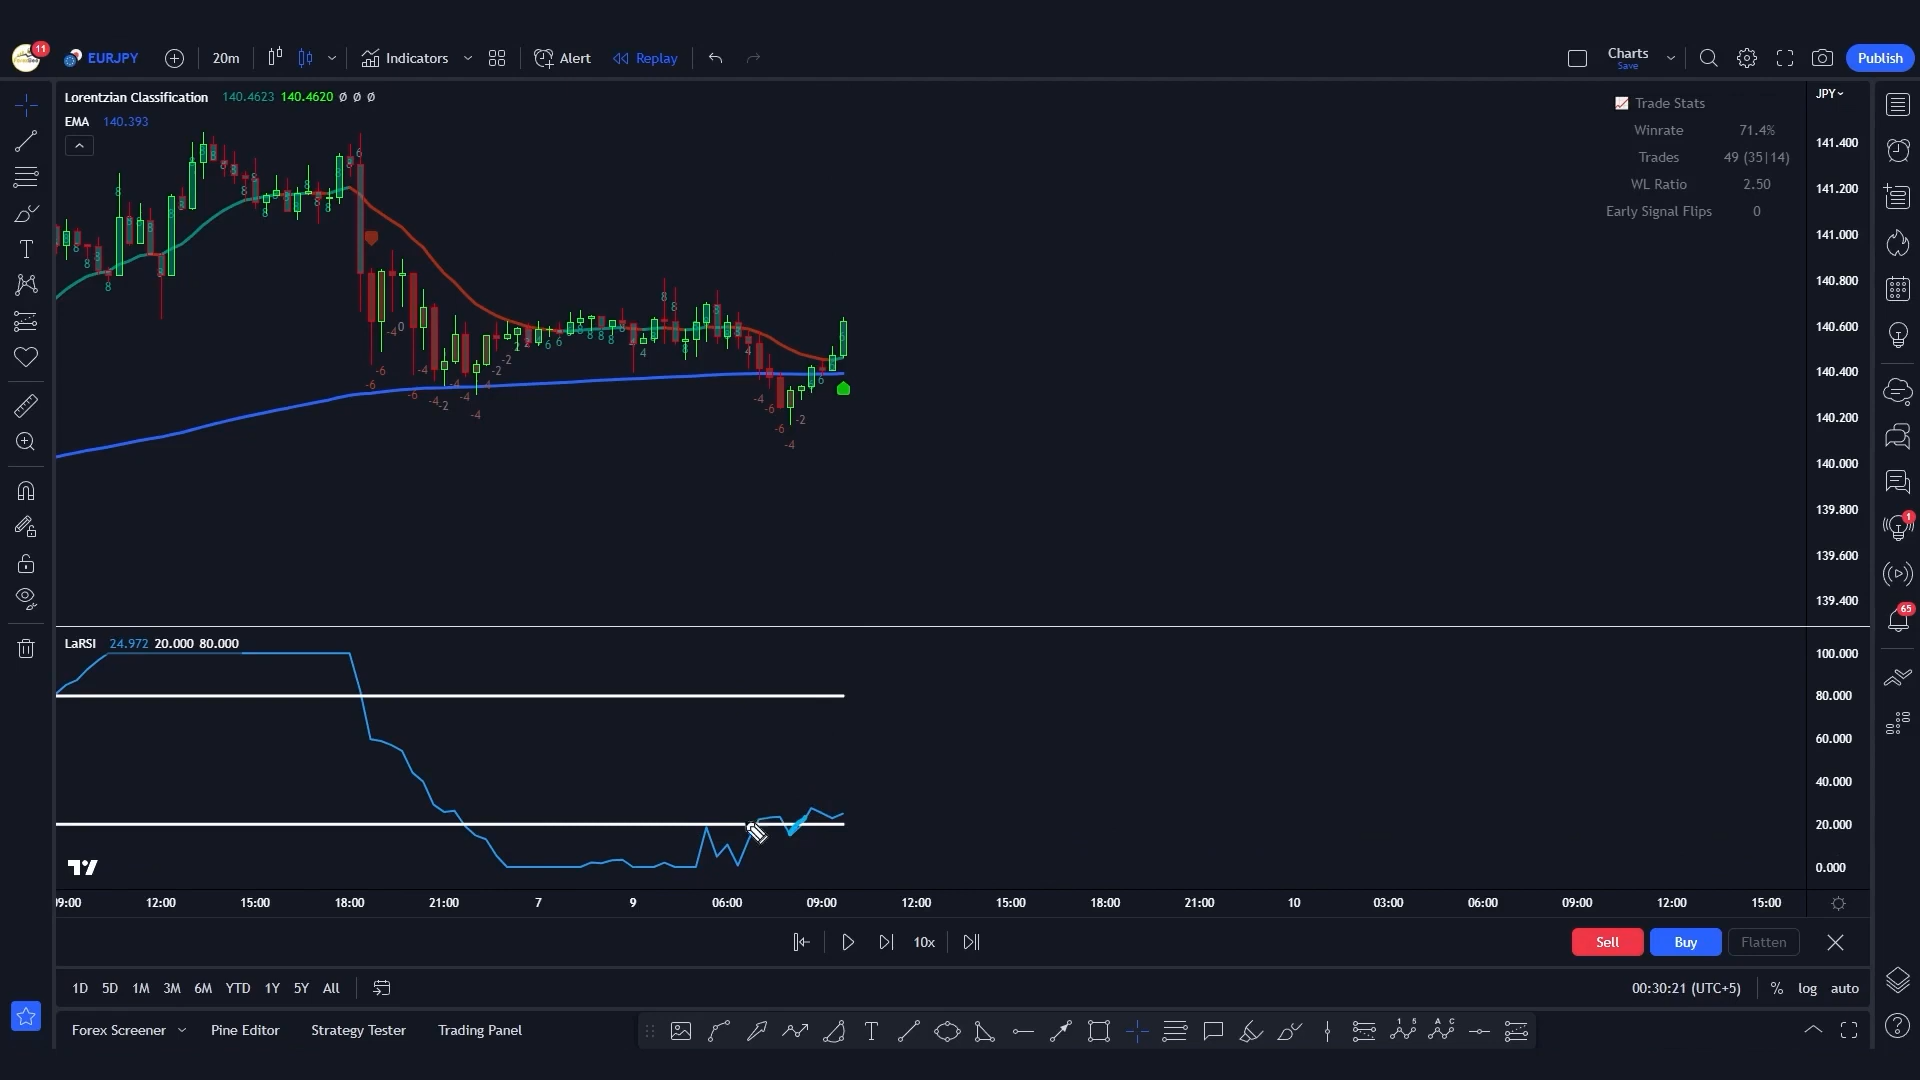 11
EURJPY
20m
Indicators
Alert
Replay
Charts
Save
Publish
Lorentzian Classification 140.4623 140.4620 Ø Ø Ø
EMA 140.393
Trade Stats
Winrate 71.4%
Trades 49 (35|14)
WL Ratio 2.50
Early Signal Flips 0
JPY
141.400
141.200
141.000
140.800
140.600
140.400
140.200
140.000
139.800
139.600
139.400
LaRSI 24.972 20.000 80.000
100.000
80.000
60.000
40.000
20.000
0.000
09:00 12:00 15:00 18:00 21:00 7 9 06:00 09:00 12:00 15:00 18:00 21:00 10 03:00 06:00 09:00 12:00 15:00
10x
Sell Buy Flatten
1D 5D 1M 3M 6M YTD 1Y 5Y All
00:30:21 (UTC+5) % log auto
Forex Screener Pine Editor Strategy Tester Trading Panel
1
65